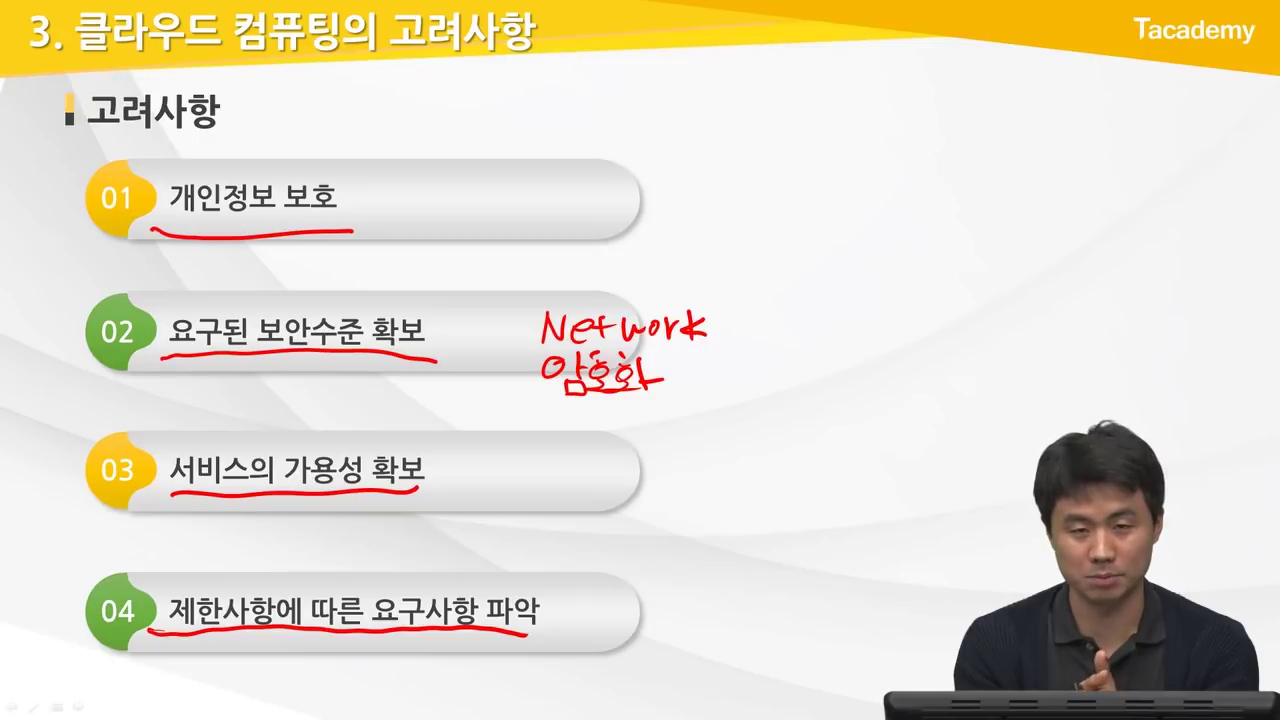 3. 클라우드 컴퓨팅의 고려사항
Tacademy
고려사항
01 개인정보 보호
02 요구된 보안수준 확보
Network
암호화
03 서비스의 가용성 확보
04 제한사항에 따른 요구사항 파악